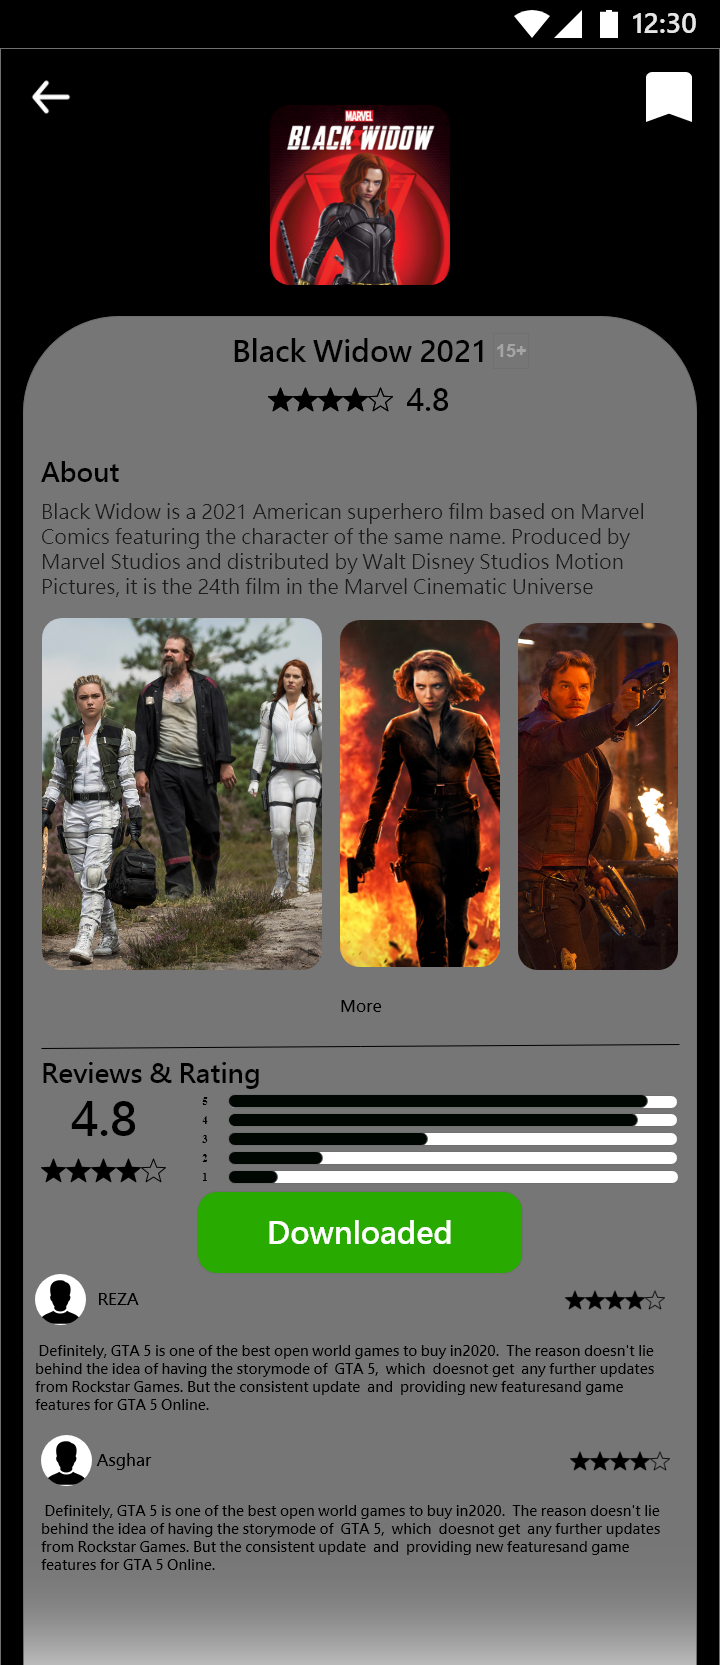 12:30
MARVEL
BLACK WIDOW
Black Widow 2021 15+
4.8
About
Black Widow is a 2021 American superhero film based on Marvel
Comics featuring the character of the same name. Produced by
Marvel Studios and distributed by Walt Disney Studios Motion
Pictures, it is the 24th film in the Marvel Cinematic Universe
More
Reviews & Rating
4.8
5
4
3
2
1
Downloaded
REZA
Definitely, GTA 5 is one of the best open world games to buy in2020. The reason doesn't lie
behind the idea of having the storymode of GTA 5, which doesnot get any further updates
from Rockstar Games. But the consistent update and providing new featuresand game
features for GTA 5 Online.
Asghar
Definitely, GTA 5 is one of the best open world games to buy in2020. The reason doesn't lie
behind the idea of having the storymode of GTA 5, which doesnot get any further updates
from Rockstar Games. But the consistent update and providing new featuresand game
features for GTA 5 Online.